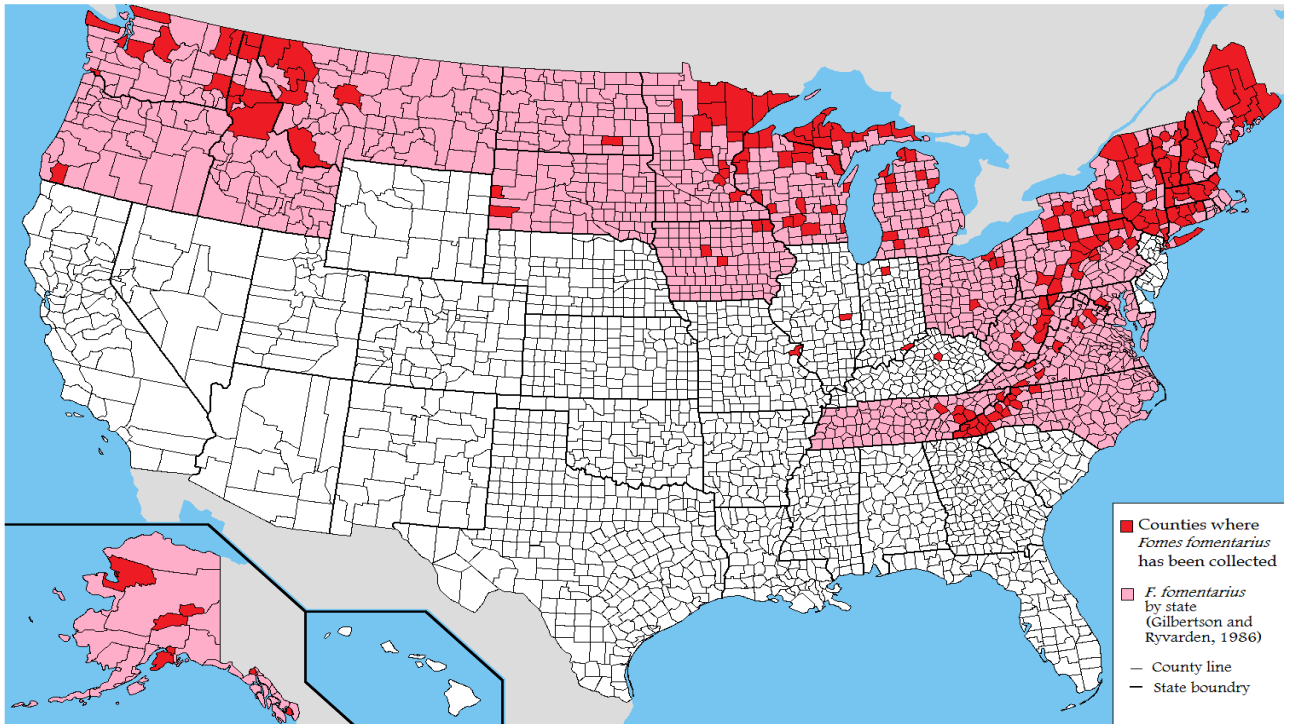 Counties where
Fomes fomentarius
has been collected
F. fomentarius
by state
(Gilbertson and
Ryvarden, 1986)
County line
State boundry